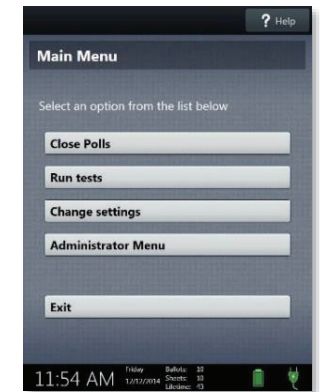 ? Help
Main Menu
Select an option from the list below
Close Polls
Run tests
Change settings
Administrator Menu
Exit
11:54 AM
Friday
12/12/2014
Ballots: 10
Sheets: 10
Lifetime: 43